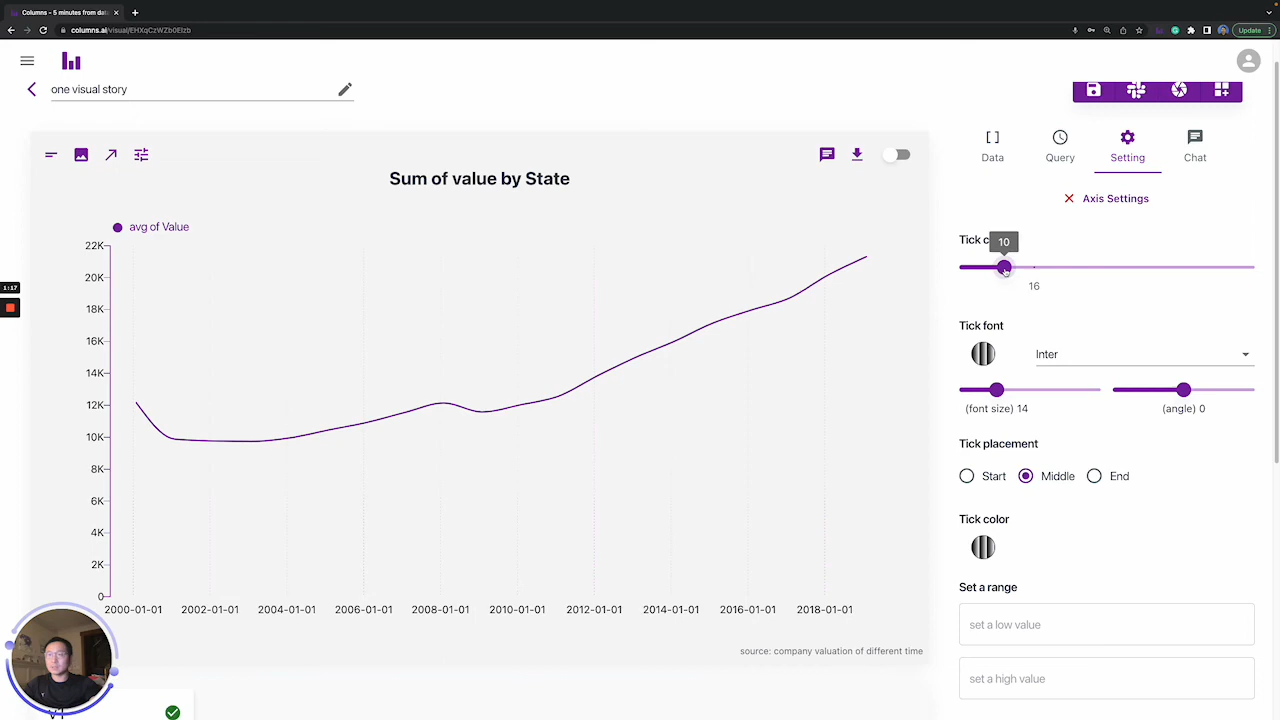 Columns - 5 minutes from dat
columns.ai/visual/EHXqCzWZb0EIzb
Update
one visual story
Data
Query
Setting
Chat
Sum of value by State
Axis Settings
avg of Value
Tick c
10
16
22K
20K
18K
16K
14K
12K
10K
8K
6K
4K
2K
0
2000-01-01
2002-01-01
2004-01-01
2006-01-01
2008-01-01
2010-01-01
2012-01-01
2014-01-01
2016-01-01
2018-01-01
source: company valuation of different time
1:17
Tick font
Inter
(font size) 14
(angle) 0
Tick placement
Start
Middle
End
Tick color
Set a range
set a low value
set a high value